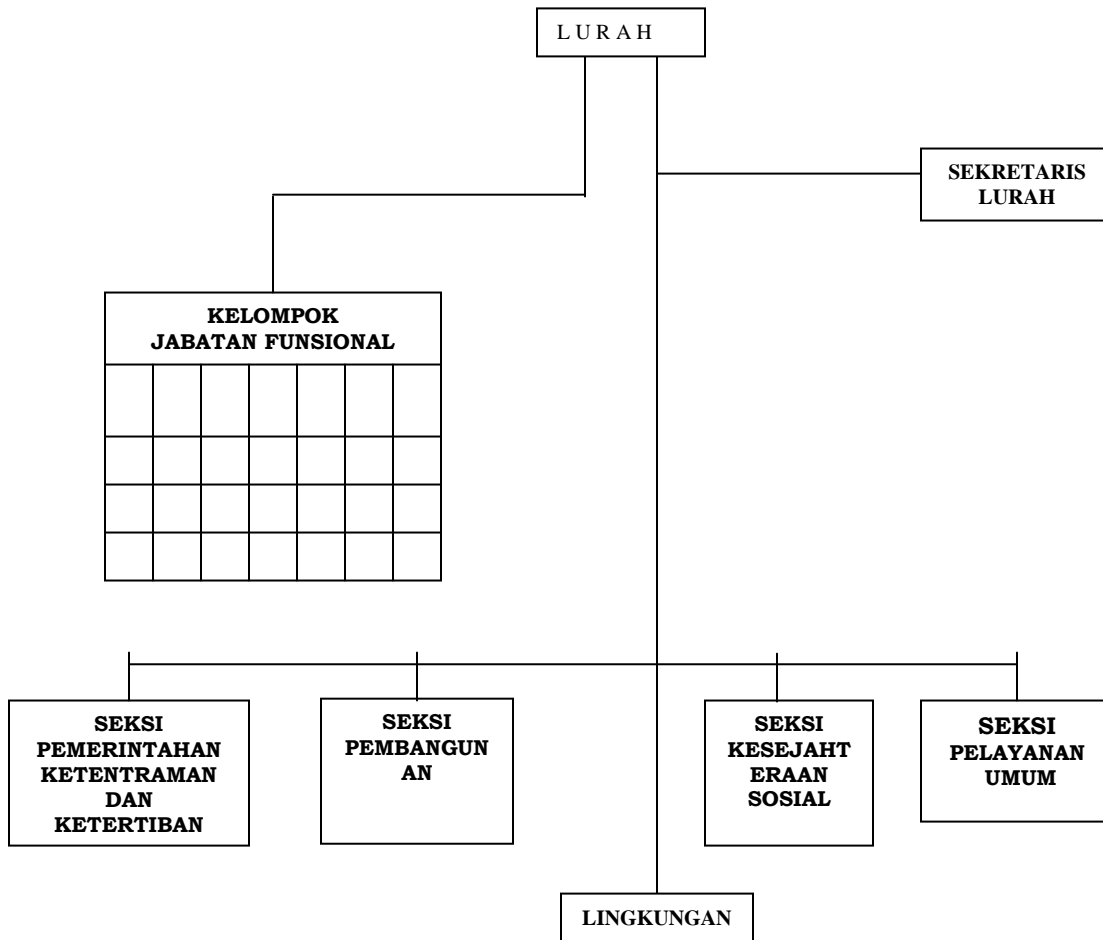 L U R A H
SEKRETARIS
LURAH
KELOMPOK
JABATAN FUNSIONAL
SEKSI
PEMERINTAHAN
KETENTRAMAN
DAN
KETERTIBAN
SEKSI
PEMBANGUN
AN
SEKSI
KESEJAHT
ERAAN
SOSIAL
SEKSI
PELAYANAN
UMUM
LINGKUNGAN